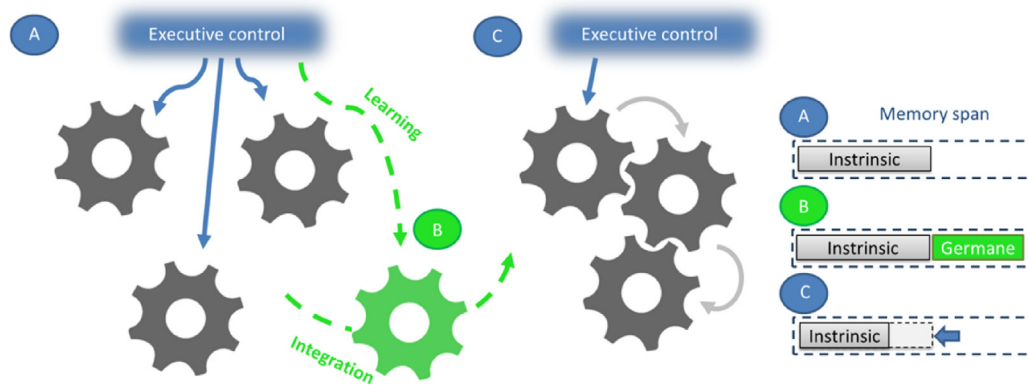 A
Executive control
Learning
B
Integration
C
Executive control
A
Memory span
Instrinsic
B
Instrinsic
Germane
C
Instrinsic